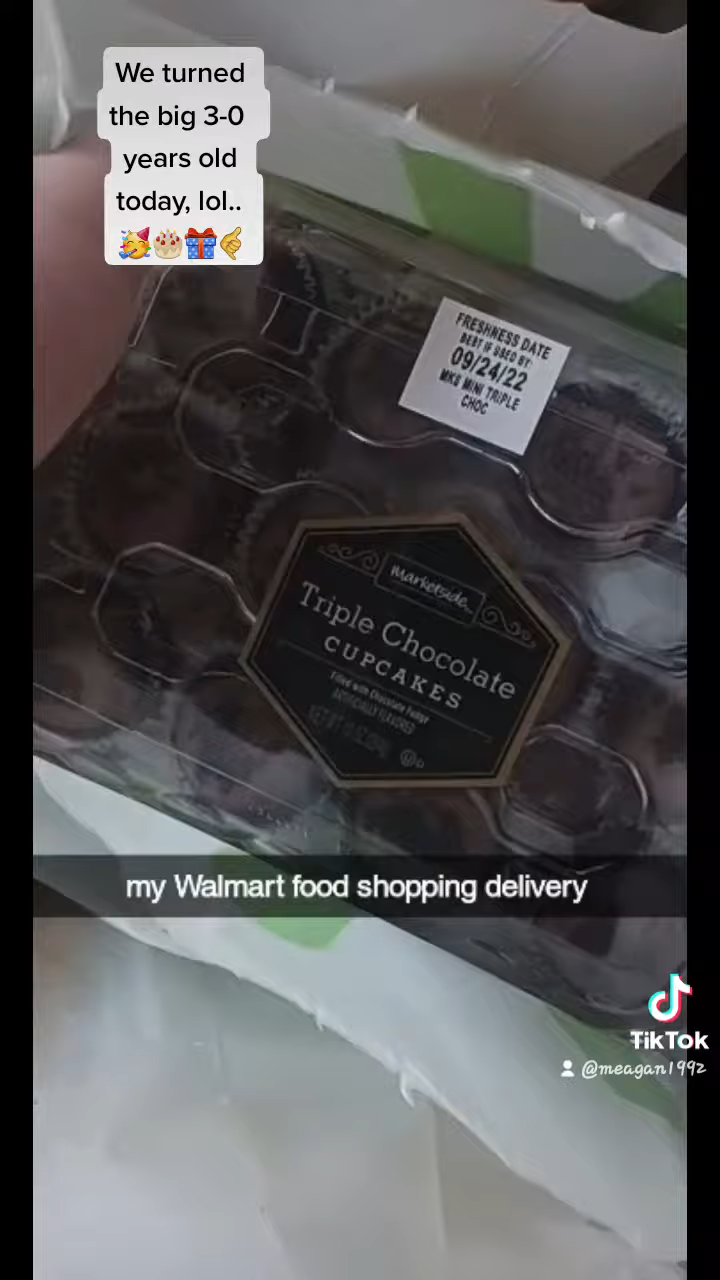 We turned
the big 3-0
years old
today, lol..
🥳🎂🎁🤙
FRESHNESS DATE
BEST IF USED BY:
09/24/22
MKS MINI TRIPLE
CHOC
Marketside
Triple Chocolate
CUPCAKES
Filled with Chocolate Fudge
ARTIFICIALLY FLAVORED
my Walmart food shopping delivery
TikTok
@meagan1992